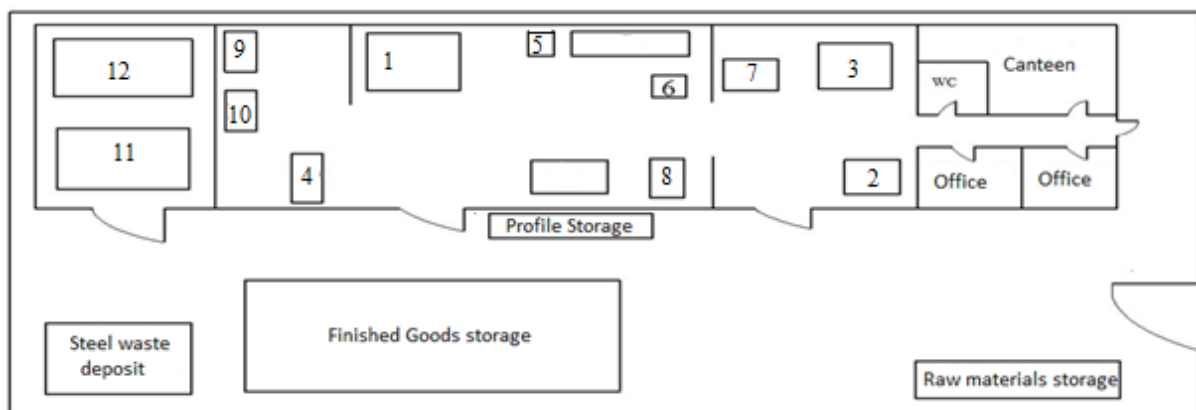 12
9
1
5
6
7
3
Canteen
WC
10
11
4
8
2
Office
Office
Profile Storage
Finished Goods storage
Steel waste
deposit
Raw materials storage